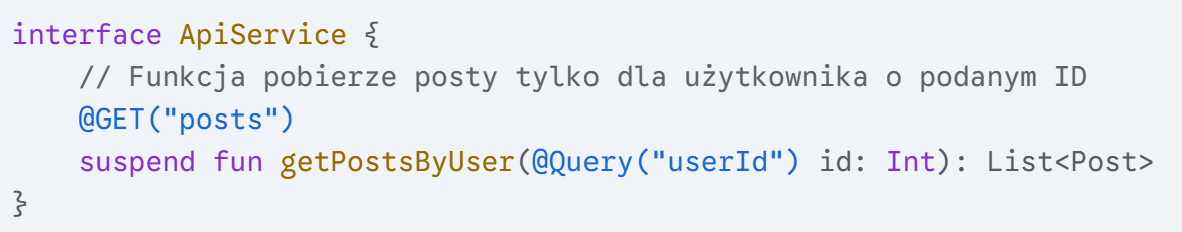 interface ApiService {
// Funkcja pobierze posty tylko dla użytkownika o podanym ID
@GET("posts")
suspend fun getPostsByUser(@Query("userId") id: Int): List<Post>
}